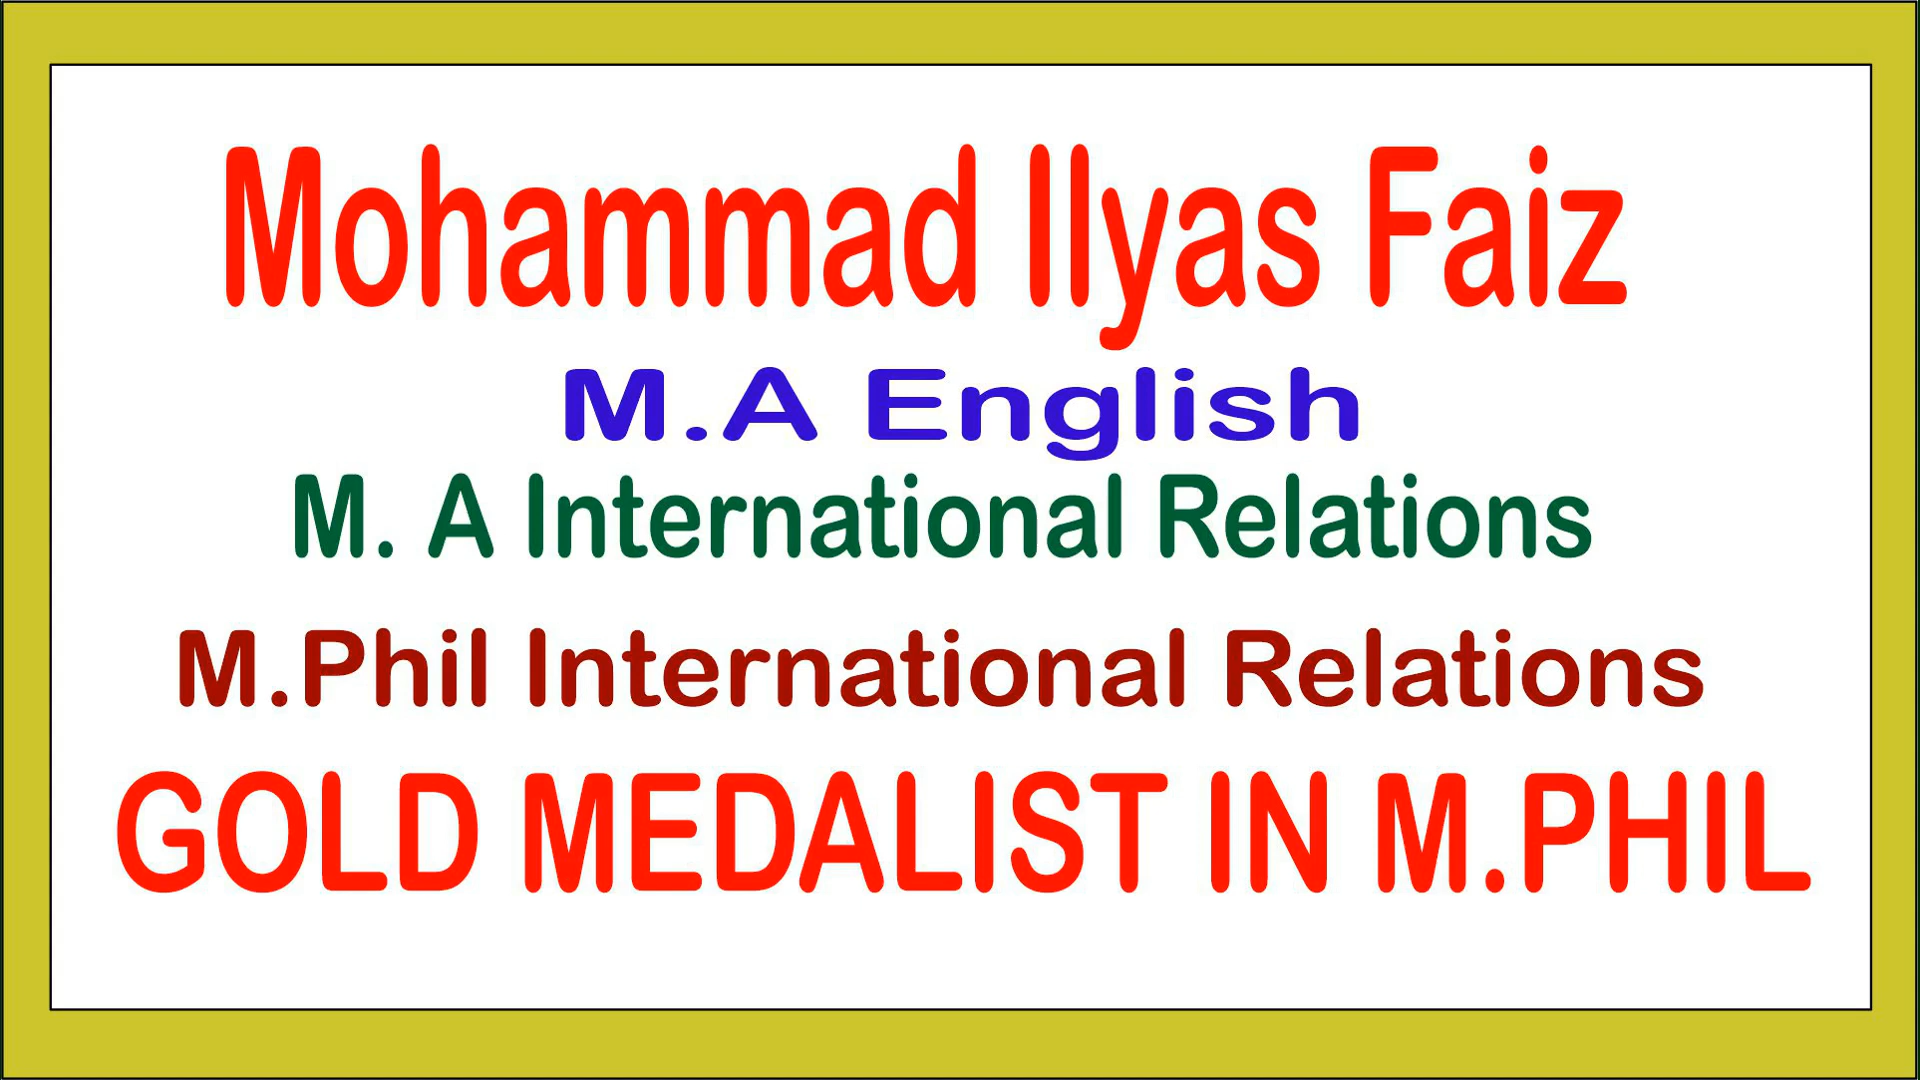 Mohammad Ilyas Faiz
M.A English
M. A International Relations
M.Phil International Relations
GOLD MEDALIST IN M.PHIL